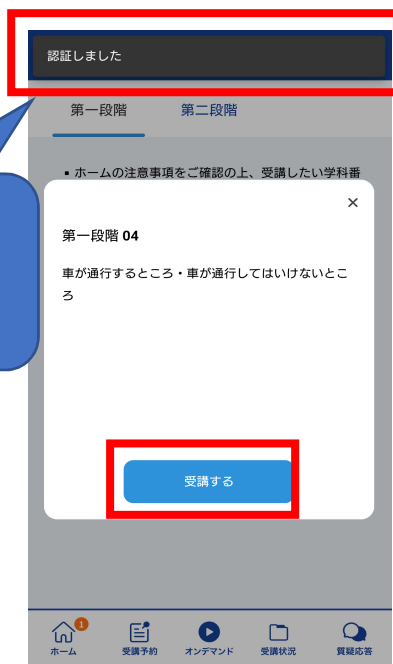 認証しました
第一段階 第二段階
▪ ホームの注意事項をご確認の上、受講したい学科番
×
第一段階 04
車が通行するところ・車が通行してはいけないとこ
ろ
受講する
1
ホーム 受講予約 オンデマンド 受講状況 質疑応答